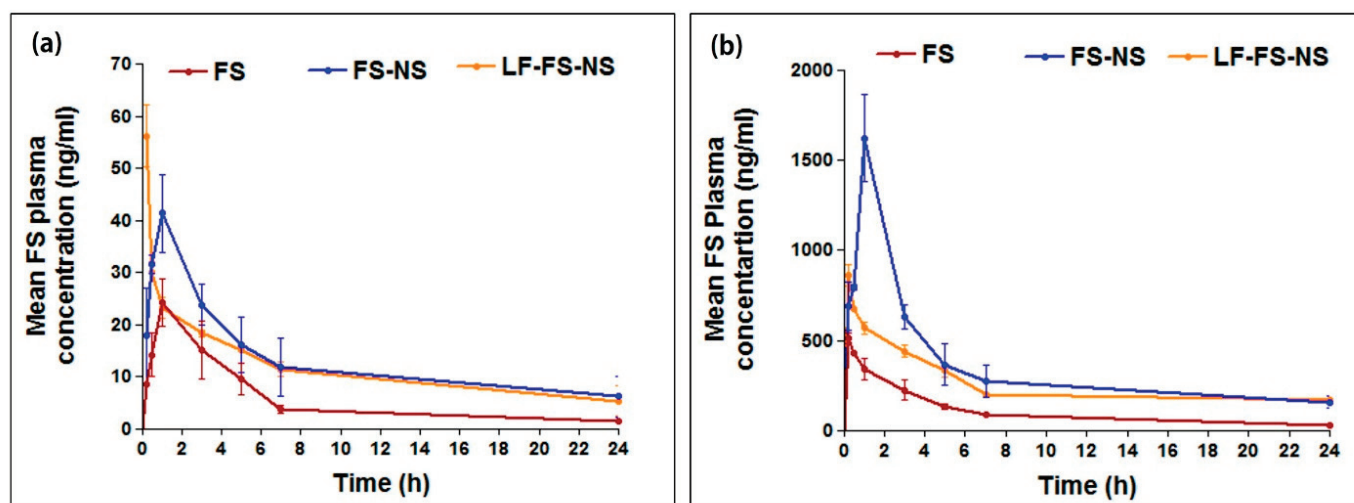 (a)
FS FS-NS LF-FS-NS
Mean FS plasma
concentration (ng/ml)
70
60
50
40
30
20
10
0
0 2 4 6 8 10 12 14 16 18 20 22 24
Time (h)
(b)
FS FS-NS LF-FS-NS
Mean FS Plasma
concentartion (ng/ml)
2000
1500
1000
500
0
0 2 4 6 8 10 12 14 16 18 20 22 24
Time (h)